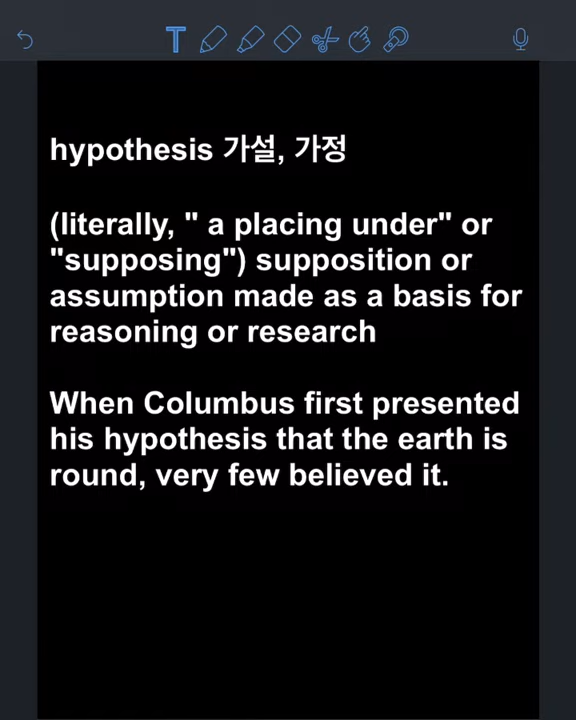 hypothesis 가설, 가정
(literally, " a placing under" or
"supposing") supposition or
assumption made as a basis for
reasoning or research
When Columbus first presented
his hypothesis that the earth is
round, very few believed it.